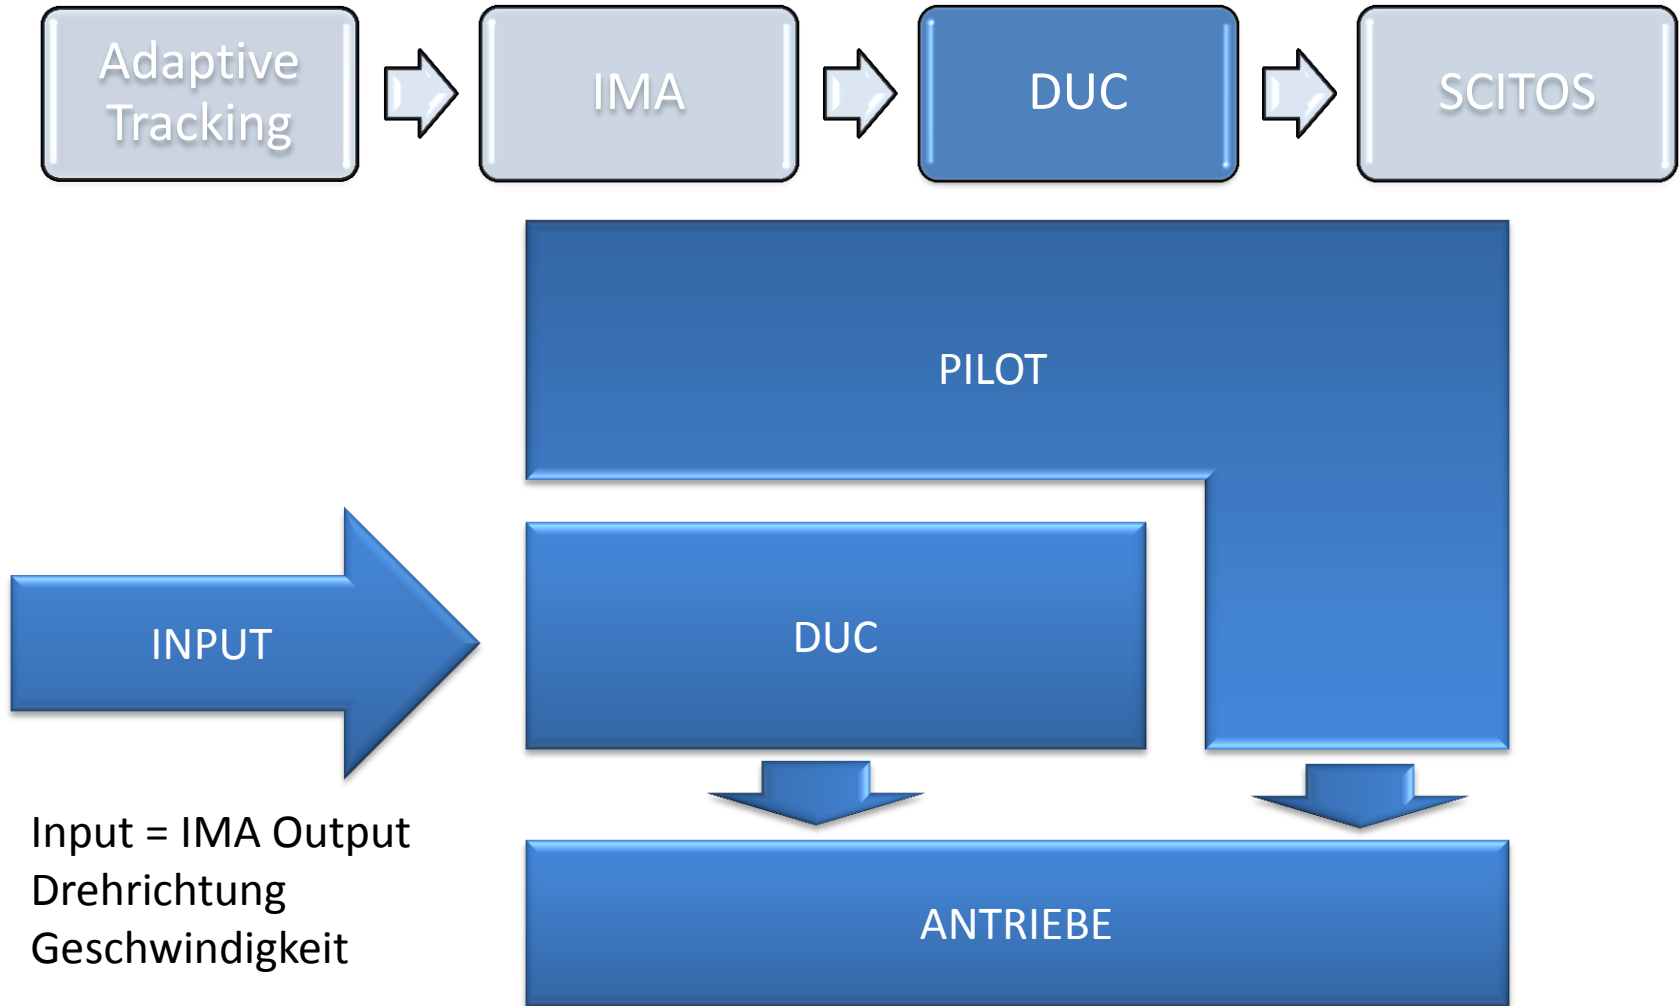 Adaptive
Tracking
IMA
DUC
SCITOS
PILOT
INPUT
DUC
Input = IMA Output
Drehrichtung
Geschwindigkeit
ANTRIEBE